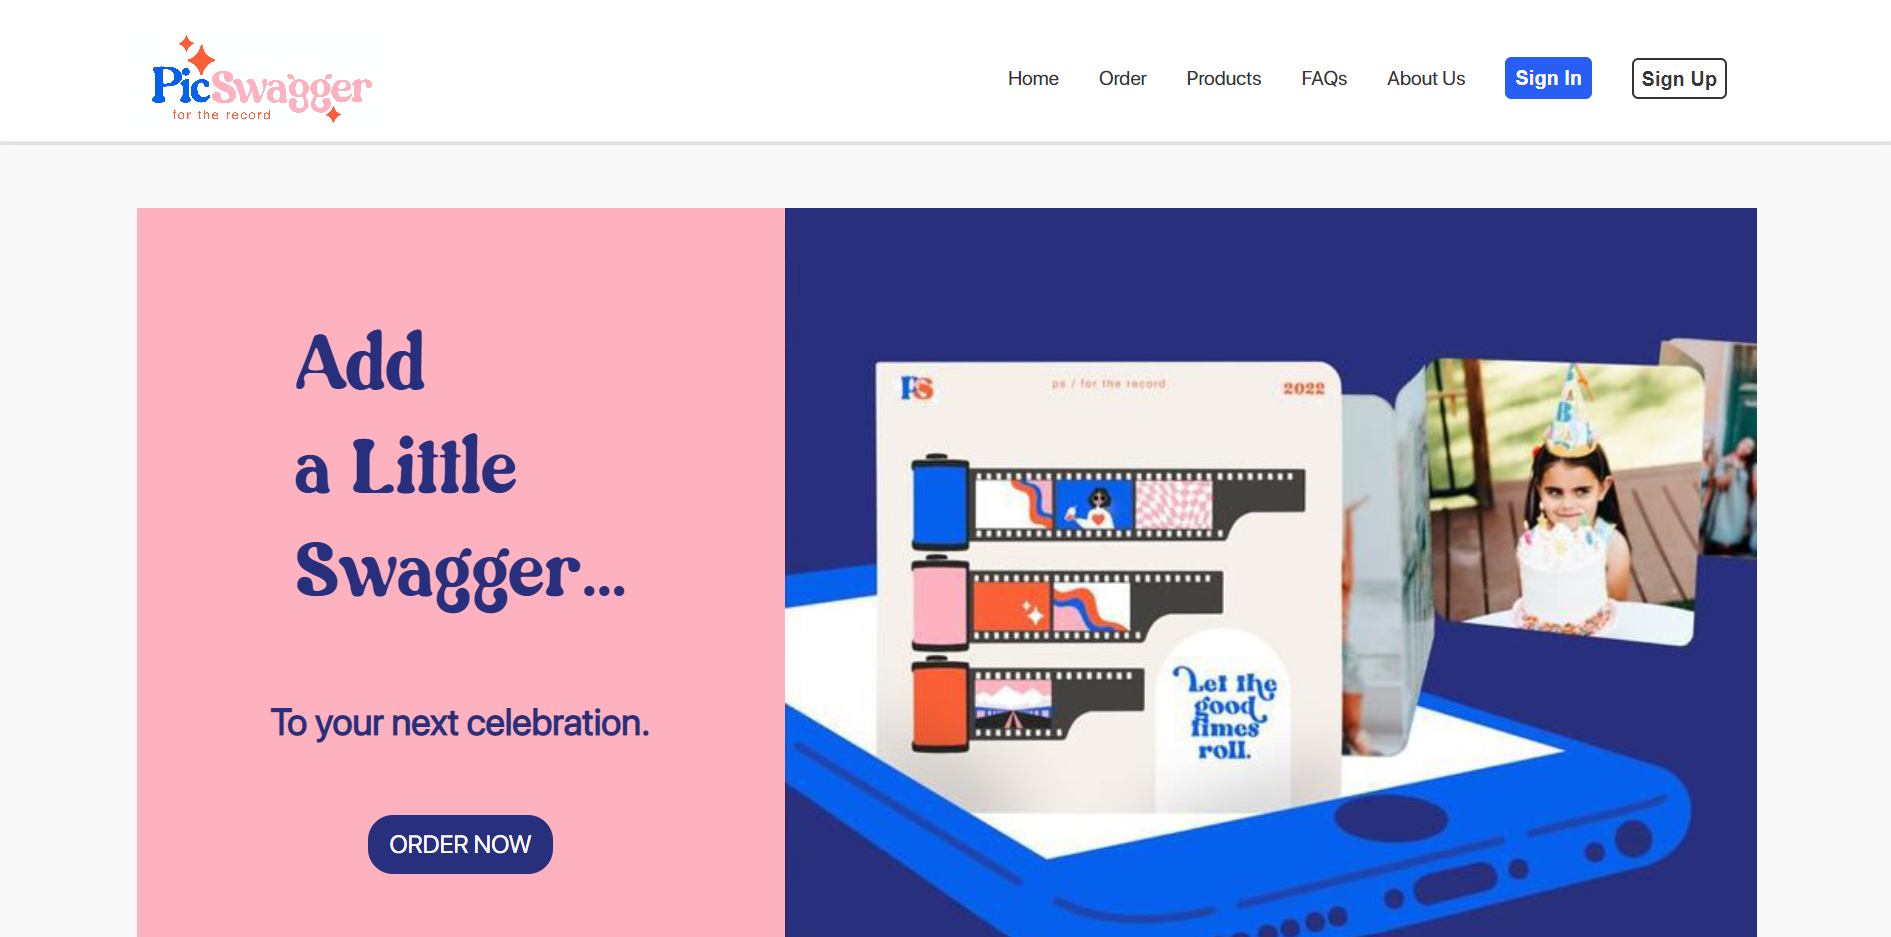 PicSwagger
for the record
Home
Order
Products
FAQs
About Us
Sign In
Sign Up
Add
a Little
Swagger...
To your next celebration.
ORDER NOW
PS
ps / for the record
2022
Let the
good
times
roll.